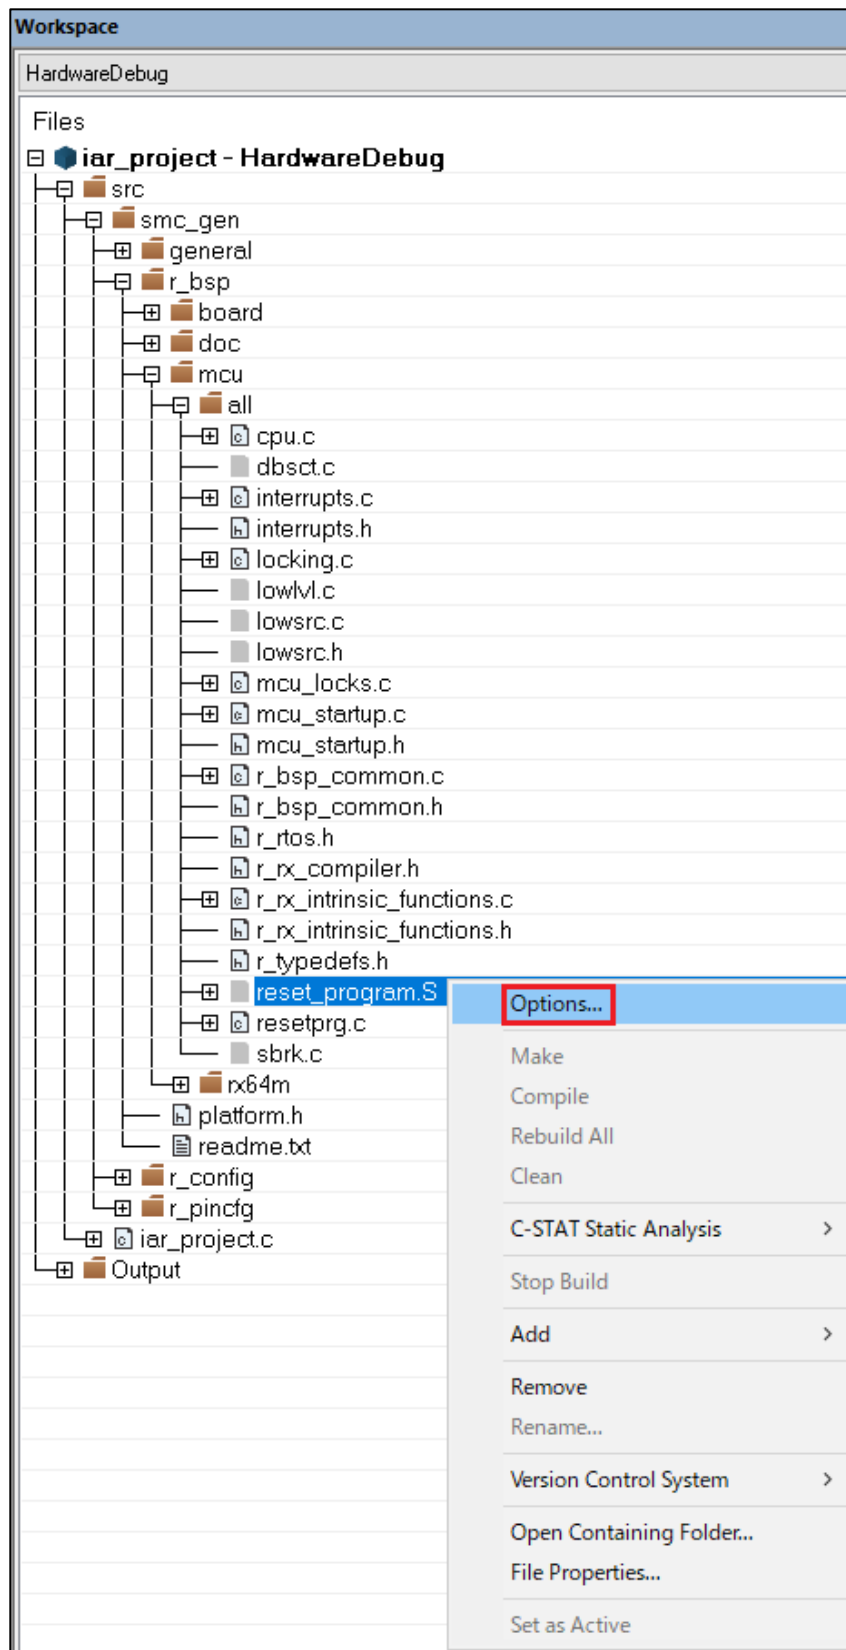 Workspace
HardwareDebug
Files
iar_project - HardwareDebug
src
smc_gen
general
r_bsp
board
doc
mcu
all
cpu.c
dbsct.c
interrupts.c
interrupts.h
locking.c
lowlvl.c
lowsrc.c
lowsrc.h
mcu_locks.c
mcu_startup.c
mcu_startup.h
r_bsp_common.c
r_bsp_common.h
r_rtos.h
r_rx_compiler.h
r_rx_intrinsic_functions.c
r_rx_intrinsic_functions.h
r_typedefs.h
reset_program.S
resetprg.c
sbrk.c
rx64m
platform.h
readme.txt
r_config
r_pincfg
iar_project.c
Output
Options...
Make
Compile
Rebuild All
Clean
C-STAT Static Analysis
Stop Build
Add
Remove
Rename...
Version Control System
Open Containing Folder...
File Properties...
Set as Active